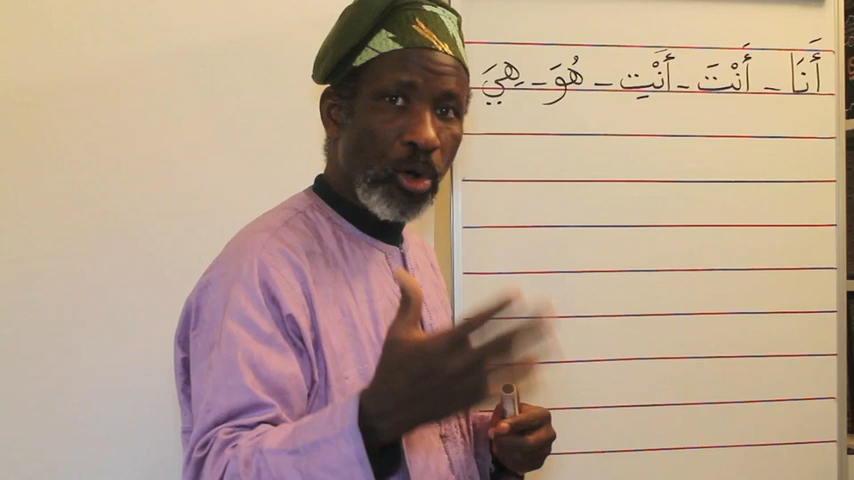 أَنَا - أَنْتَ - أَنْتِ - هُوَ - هِيَ